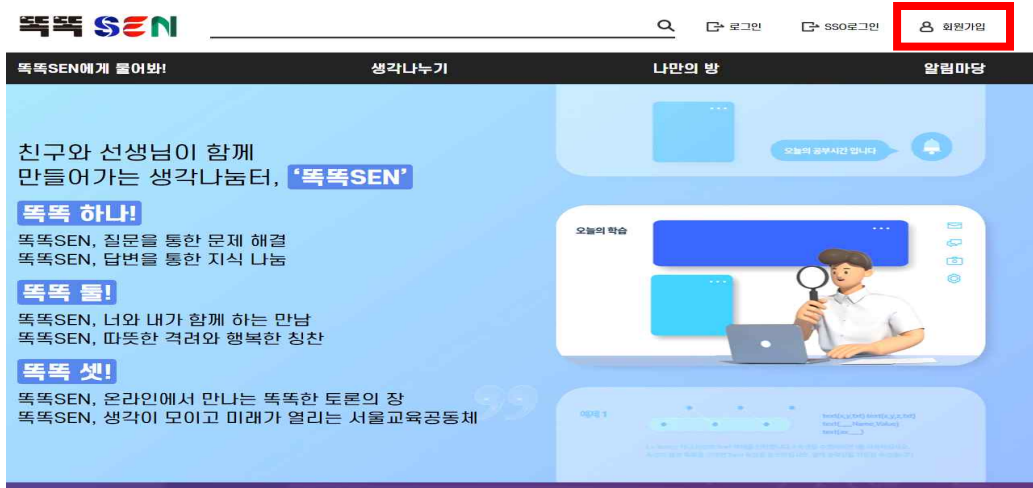 똑똑 SEN
로그인
SSO로그인
회원가입
똑똑SEN에게 물어봐!
생각나누기
나만의 방
알림마당
친구와 선생님이 함께
만들어가는 생각나눔터, ‘똑똑SEN’
똑똑 하나!
똑똑SEN, 질문을 통한 문제 해결
똑똑SEN, 답변을 통한 지식 나눔
똑똑 둘!
똑똑SEN, 너와 내가 함께 하는 만남
똑똑SEN, 따뜻한 격려와 행복한 칭찬
똑똑 셋!
똑똑SEN, 온라인에서 만나는 똑똑한 토론의 장
똑똑SEN, 생각이 모이고 미래가 열리는 서울교육공동체
오늘의 공부시간 입니다
오늘의 학습
예제 1